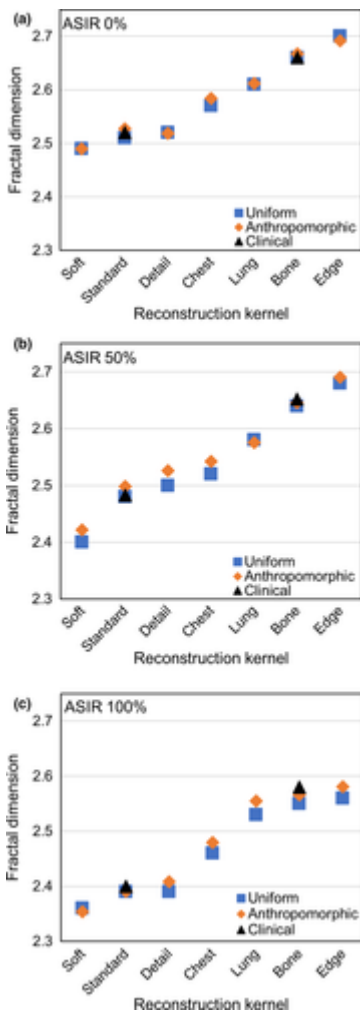 (a)
ASIR 0%
2.7
2.6
2.5
2.4
2.3
Fractal dimension
Uniform
Anthropomorphic
Clinical
Soft
Standard
Detail
Chest
Lung
Bone
Edge
Reconstruction kernel
(b)
ASIR 50%
2.7
2.6
2.5
2.4
2.3
Fractal dimension
Uniform
Anthropomorphic
Clinical
Soft
Standard
Detail
Chest
Lung
Bone
Edge
Reconstruction kernel
(c)
ASIR 100%
2.7
2.6
2.5
2.4
2.3
Fractal dimension
Uniform
Anthropomorphic
Clinical
Soft
Standard
Detail
Chest
Lung
Bone
Edge
Reconstruction kernel